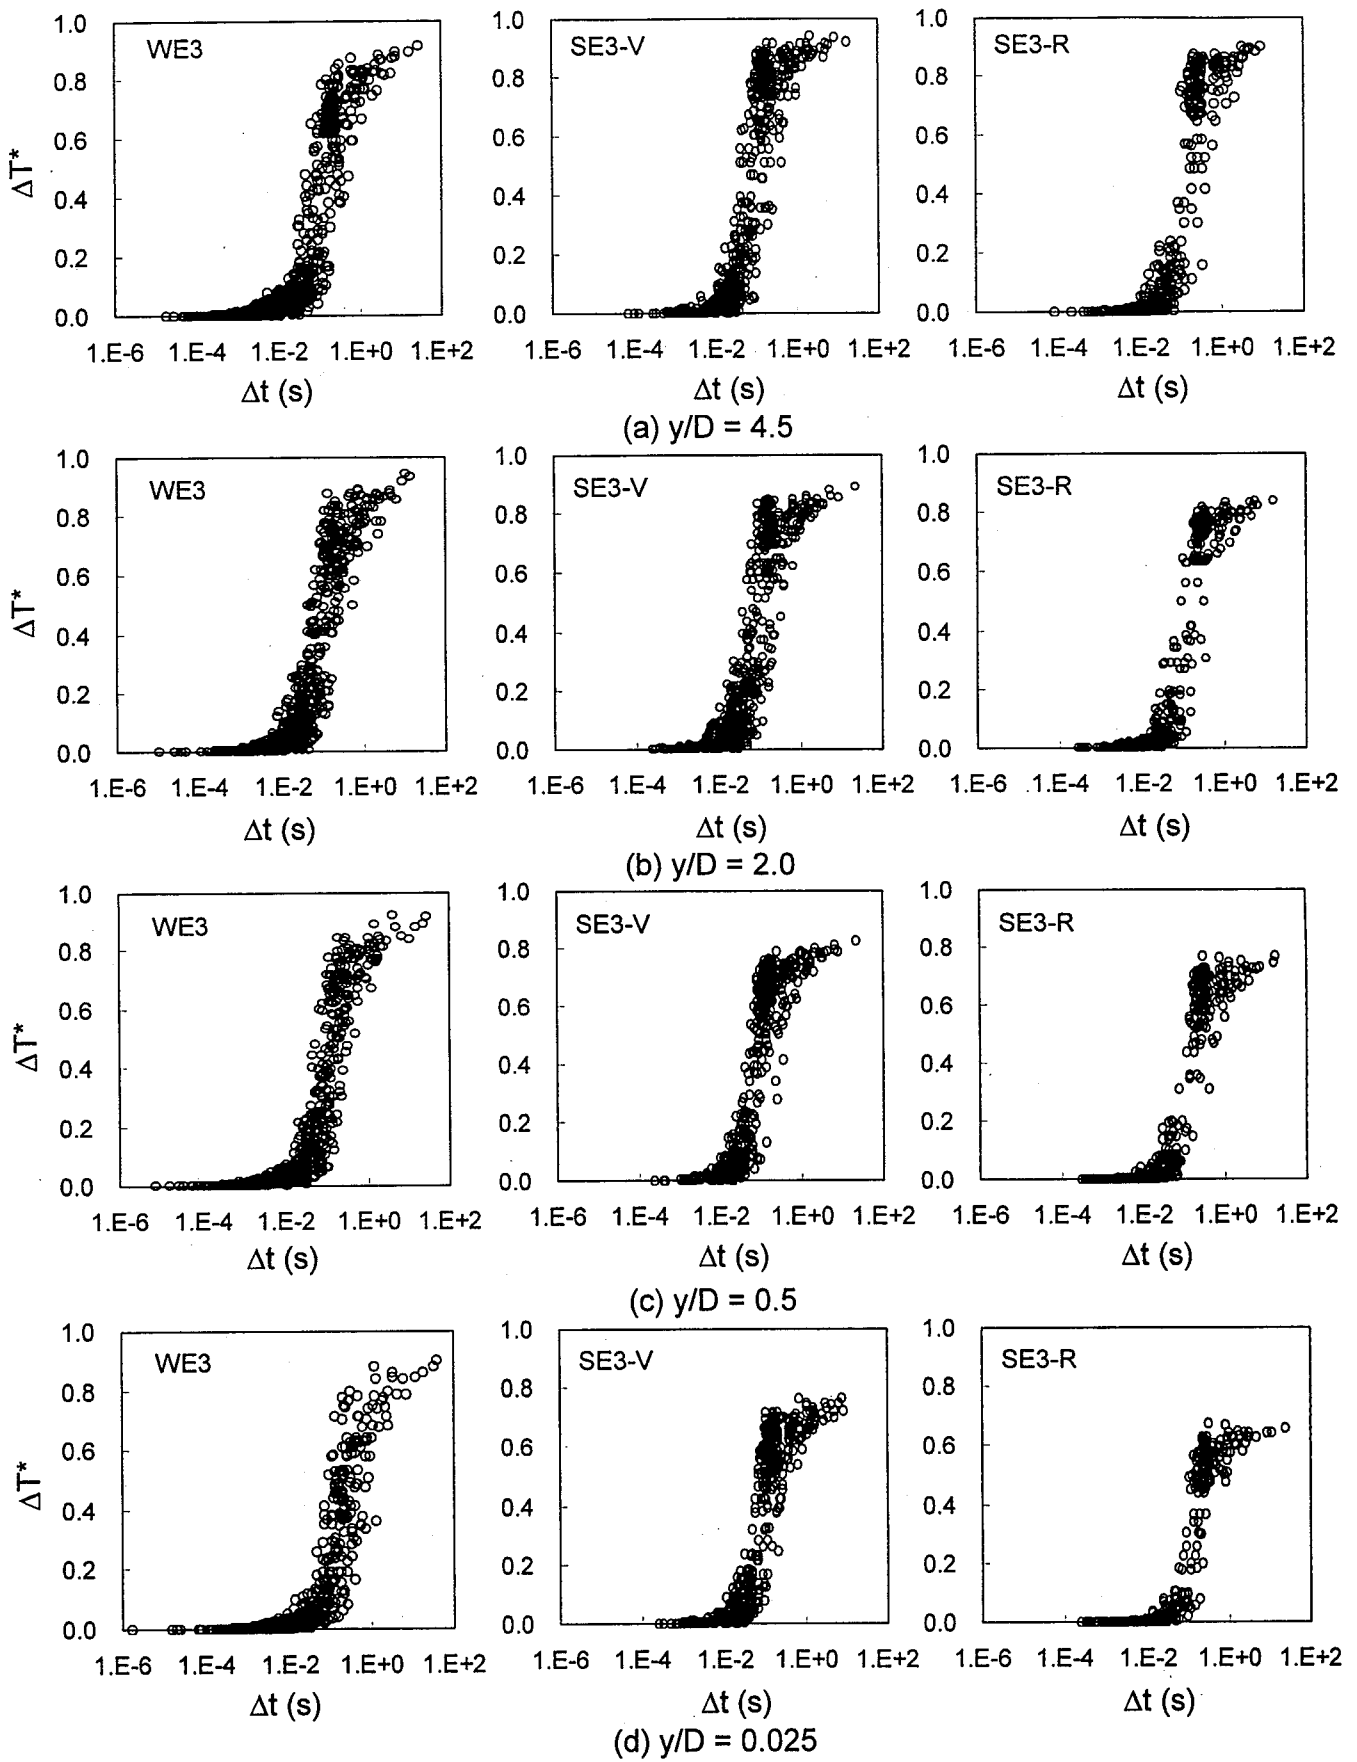 1.0 1.0 1.0
WE3 SE3-V SE3-R
0.8 0.8 0.8
0.6 0.6 0.6
ΔT*
0.4 0.4 0.4
0.2 0.2 0.2
0.0 0.0 0.0
1.E-6 1.E-4 1.E-2 1.E+0 1.E+2 1.E-6 1.E-4 1.E-2 1.E+0 1.E+2 1.E-6 1.E-4 1.E-2 1.E+0 1.E+2
Δt (s) Δt (s) Δt (s)
(a) y/D = 4.5
1.0 1.0 1.0
WE3 SE3-V SE3-R
0.8 0.8 0.8
0.6 0.6 0.6
ΔT*
0.4 0.4 0.4
0.2 0.2 0.2
0.0 0.0 0.0
1.E-6 1.E-4 1.E-2 1.E+0 1.E+2 1.E-6 1.E-4 1.E-2 1.E+0 1.E+2 1.E-6 1.E-4 1.E-2 1.E+0 1.E+2
Δt (s) Δt (s) Δt (s)
(b) y/D = 2.0
1.0 1.0 1.0
WE3 SE3-V SE3-R
0.8 0.8 0.8
0.6 0.6 0.6
ΔT*
0.4 0.4 0.4
0.2 0.2 0.2
0.0 0.0 0.0
1.E-6 1.E-4 1.E-2 1.E+0 1.E+2 1.E-6 1.E-4 1.E-2 1.E+0 1.E+2 1.E-6 1.E-4 1.E-2 1.E+0 1.E+2
Δt (s) Δt (s) Δt (s)
(c) y/D = 0.5
1.0 1.0 1.0
WE3 SE3-V SE3-R
0.8 0.8 0.8
0.6 0.6 0.6
ΔT*
0.4 0.4 0.4
0.2 0.2 0.2
0.0 0.0 0.0
1.E-6 1.E-4 1.E-2 1.E+0 1.E+2 1.E-6 1.E-4 1.E-2 1.E+0 1.E+2 1.E-6 1.E-4 1.E-2 1.E+0 1.E+2
Δt (s) Δt (s) Δt (s)
(d) y/D = 0.025